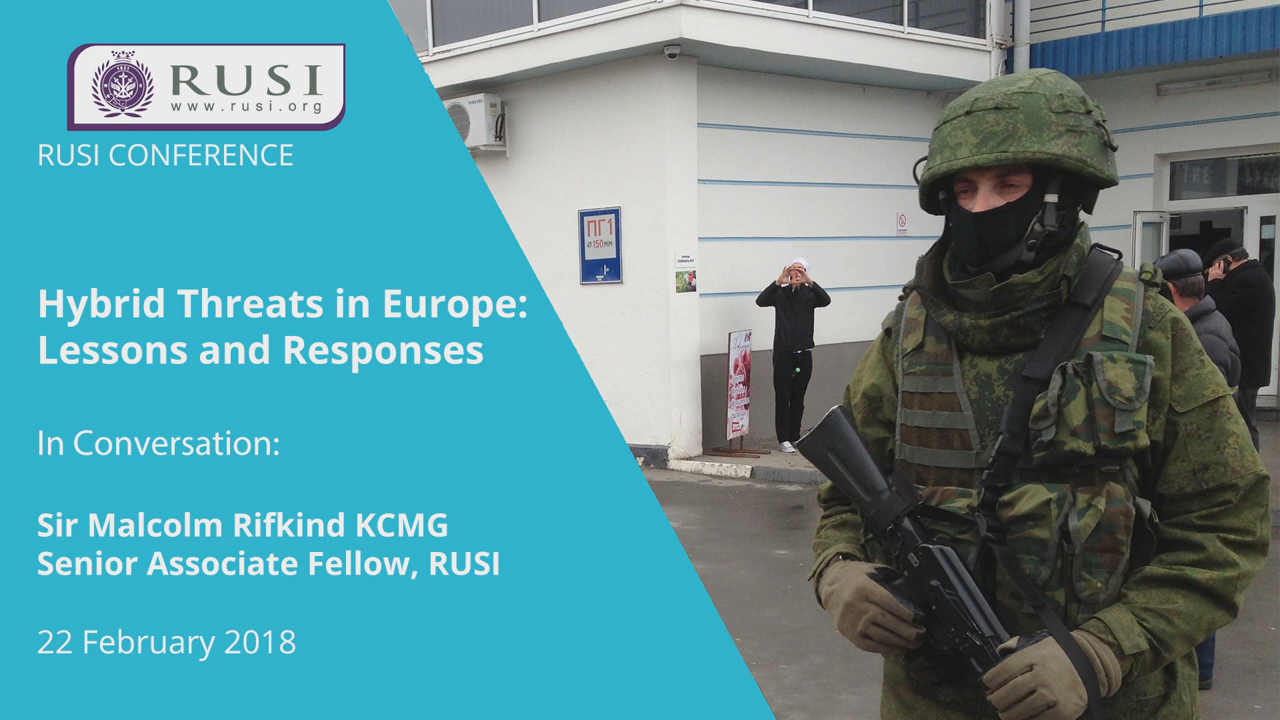 RUSI
www.rusi.org
RUSI CONFERENCE
Hybrid Threats in Europe:
Lessons and Responses
In Conversation:
Sir Malcolm Rifkind KCMG
Senior Associate Fellow, RUSI
22 February 2018
SAMSUNG
ПГ1
Ø150ММ